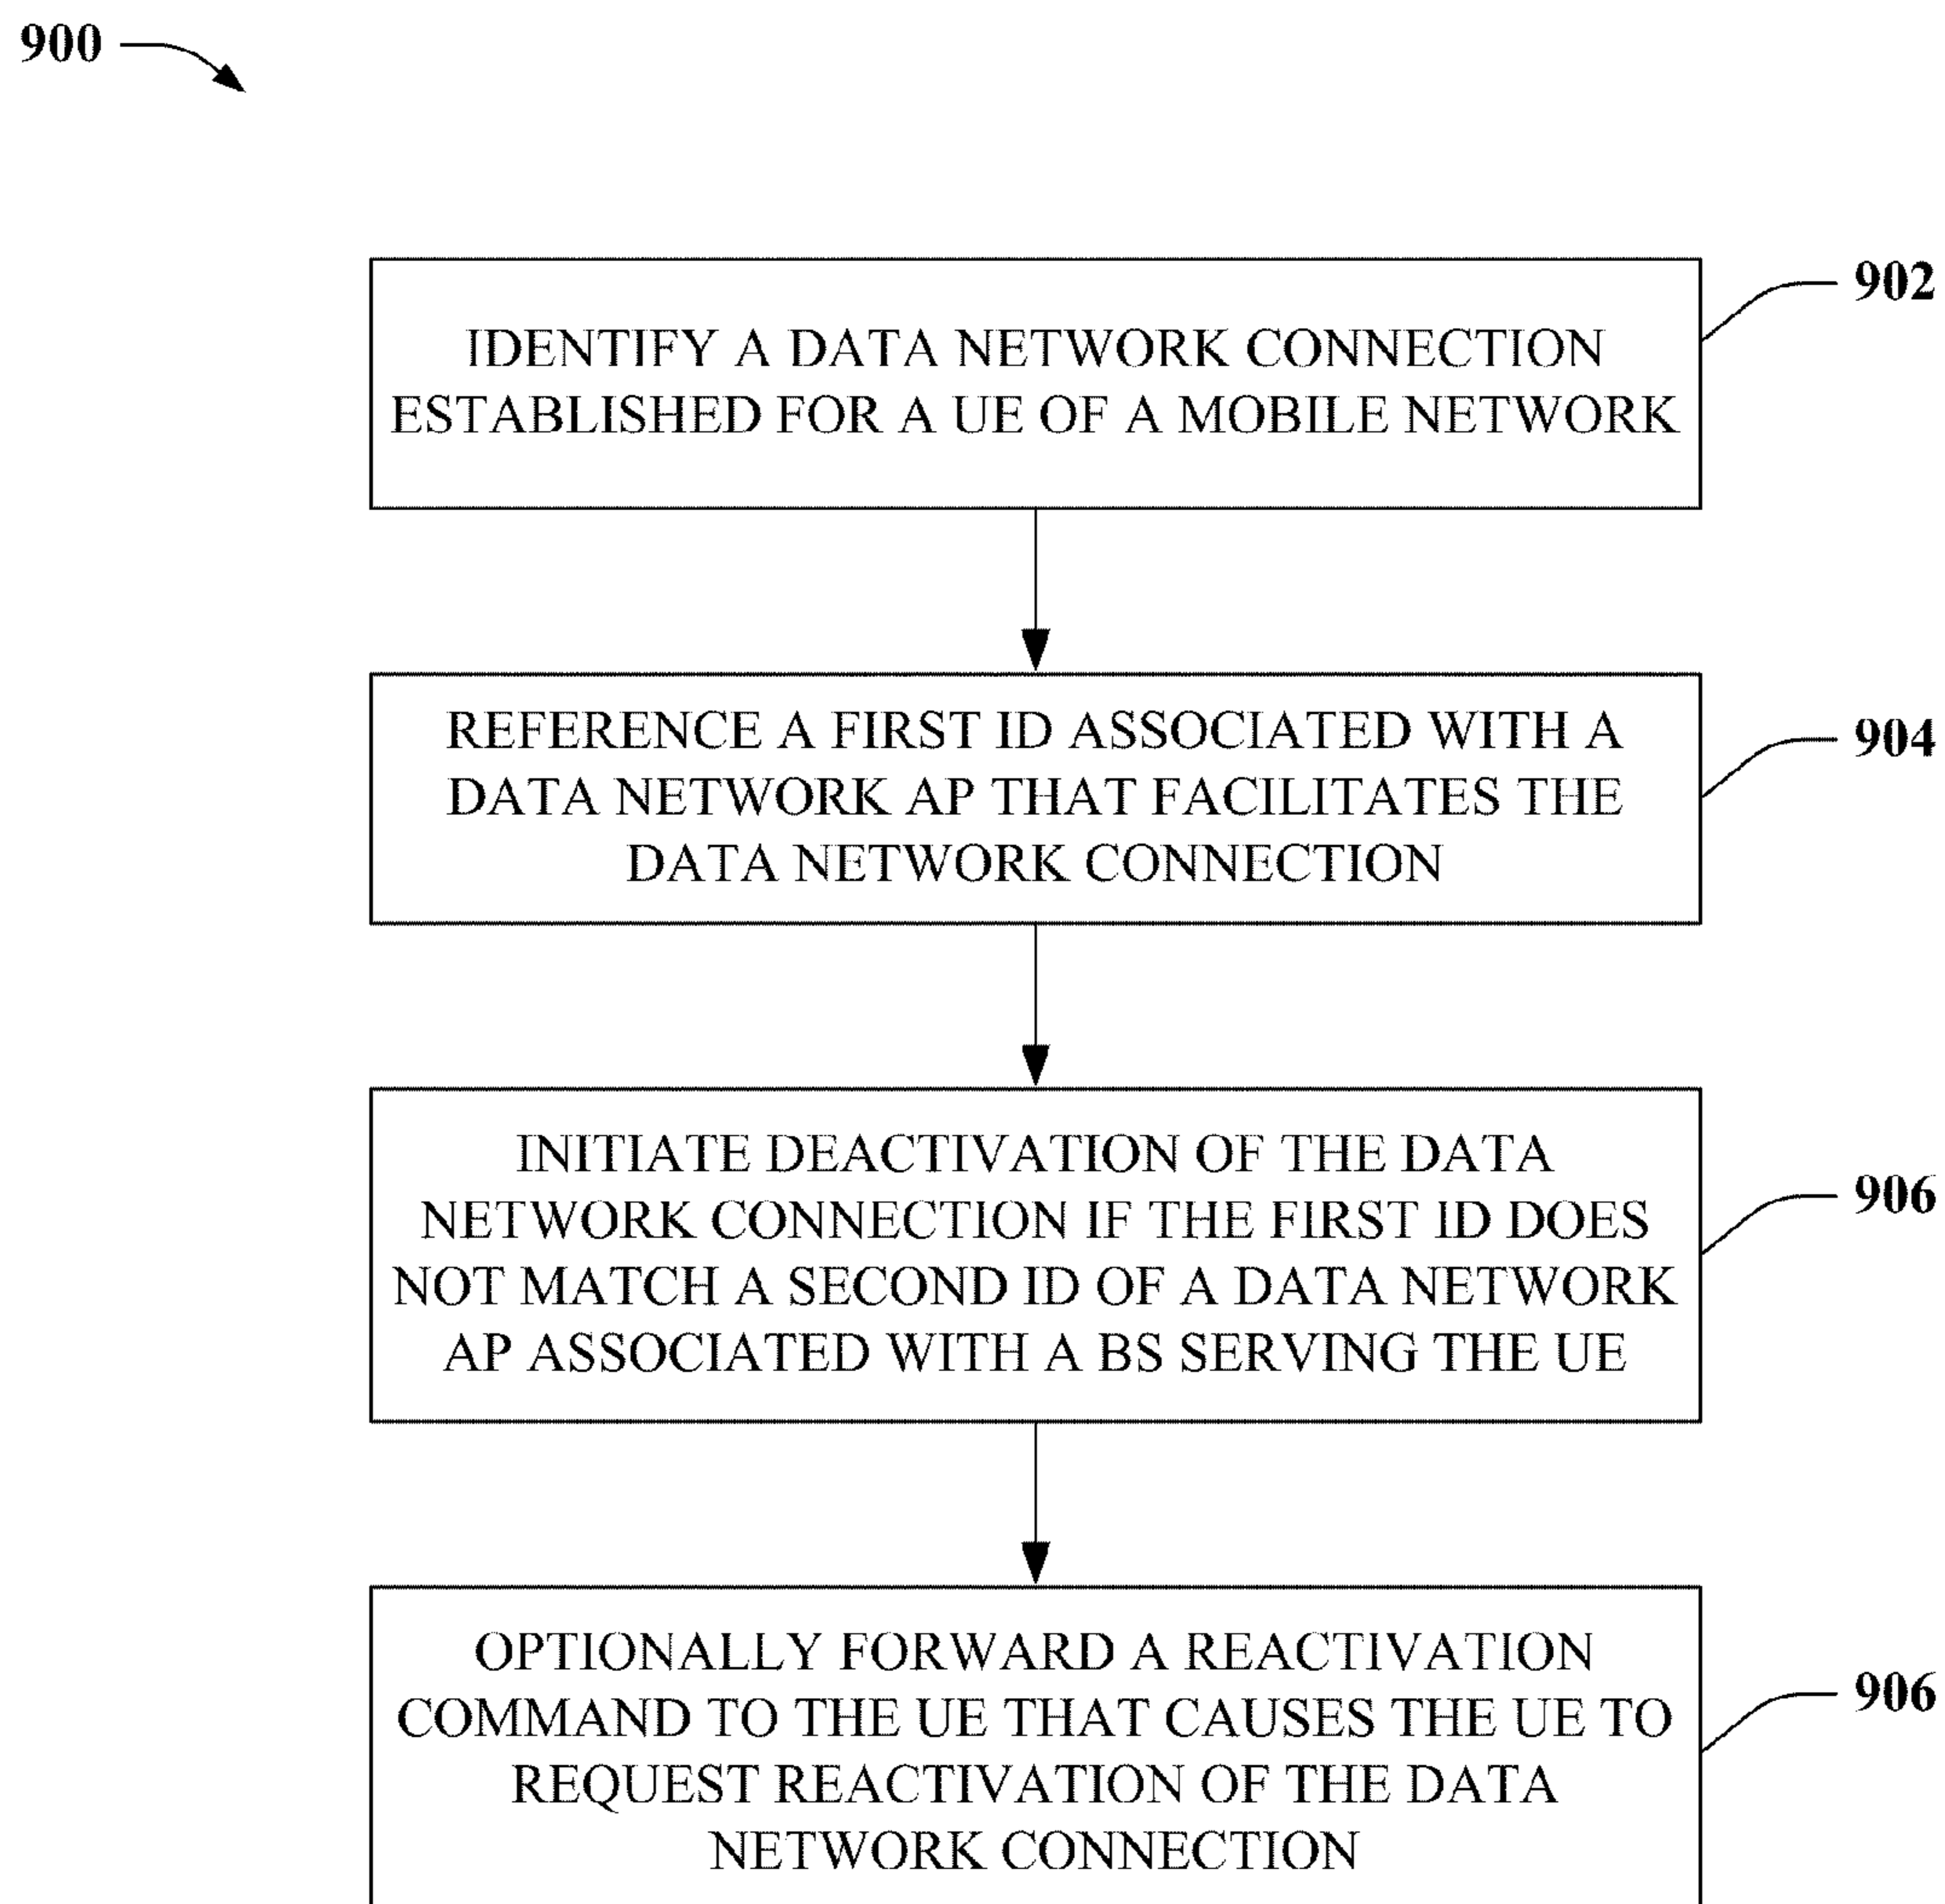 900
902
IDENTIFY A DATA NETWORK CONNECTION
ESTABLISHED FOR A UE OF A MOBILE NETWORK
904
REFERENCE A FIRST ID ASSOCIATED WITH A
DATA NETWORK AP THAT FACILITATES THE
DATA NETWORK CONNECTION
906
INITIATE DEACTIVATION OF THE DATA
NETWORK CONNECTION IF THE FIRST ID DOES
NOT MATCH A SECOND ID OF A DATA NETWORK
AP ASSOCIATED WITH A BS SERVING THE UE
906
OPTIONALLY FORWARD A REACTIVATION
COMMAND TO THE UE THAT CAUSES THE UE TO
REQUEST REACTIVATION OF THE DATA
NETWORK CONNECTION